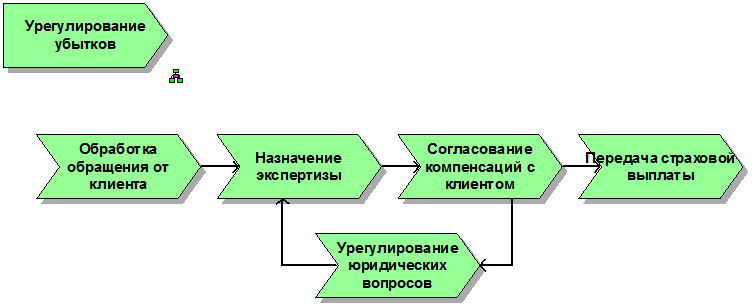 Урегулирование
убытков
Обработка
обращения от
клиента
Назначение
экспертизы
Согласование
компенсаций с
клиентом
Передача страховой
выплаты
Урегулирование
юридических
вопросов